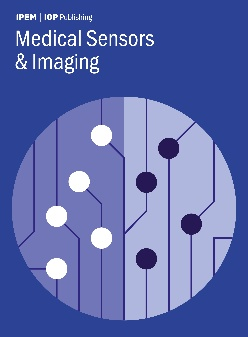 IPEM | IOP Publishing
Medical Sensors
& Imaging